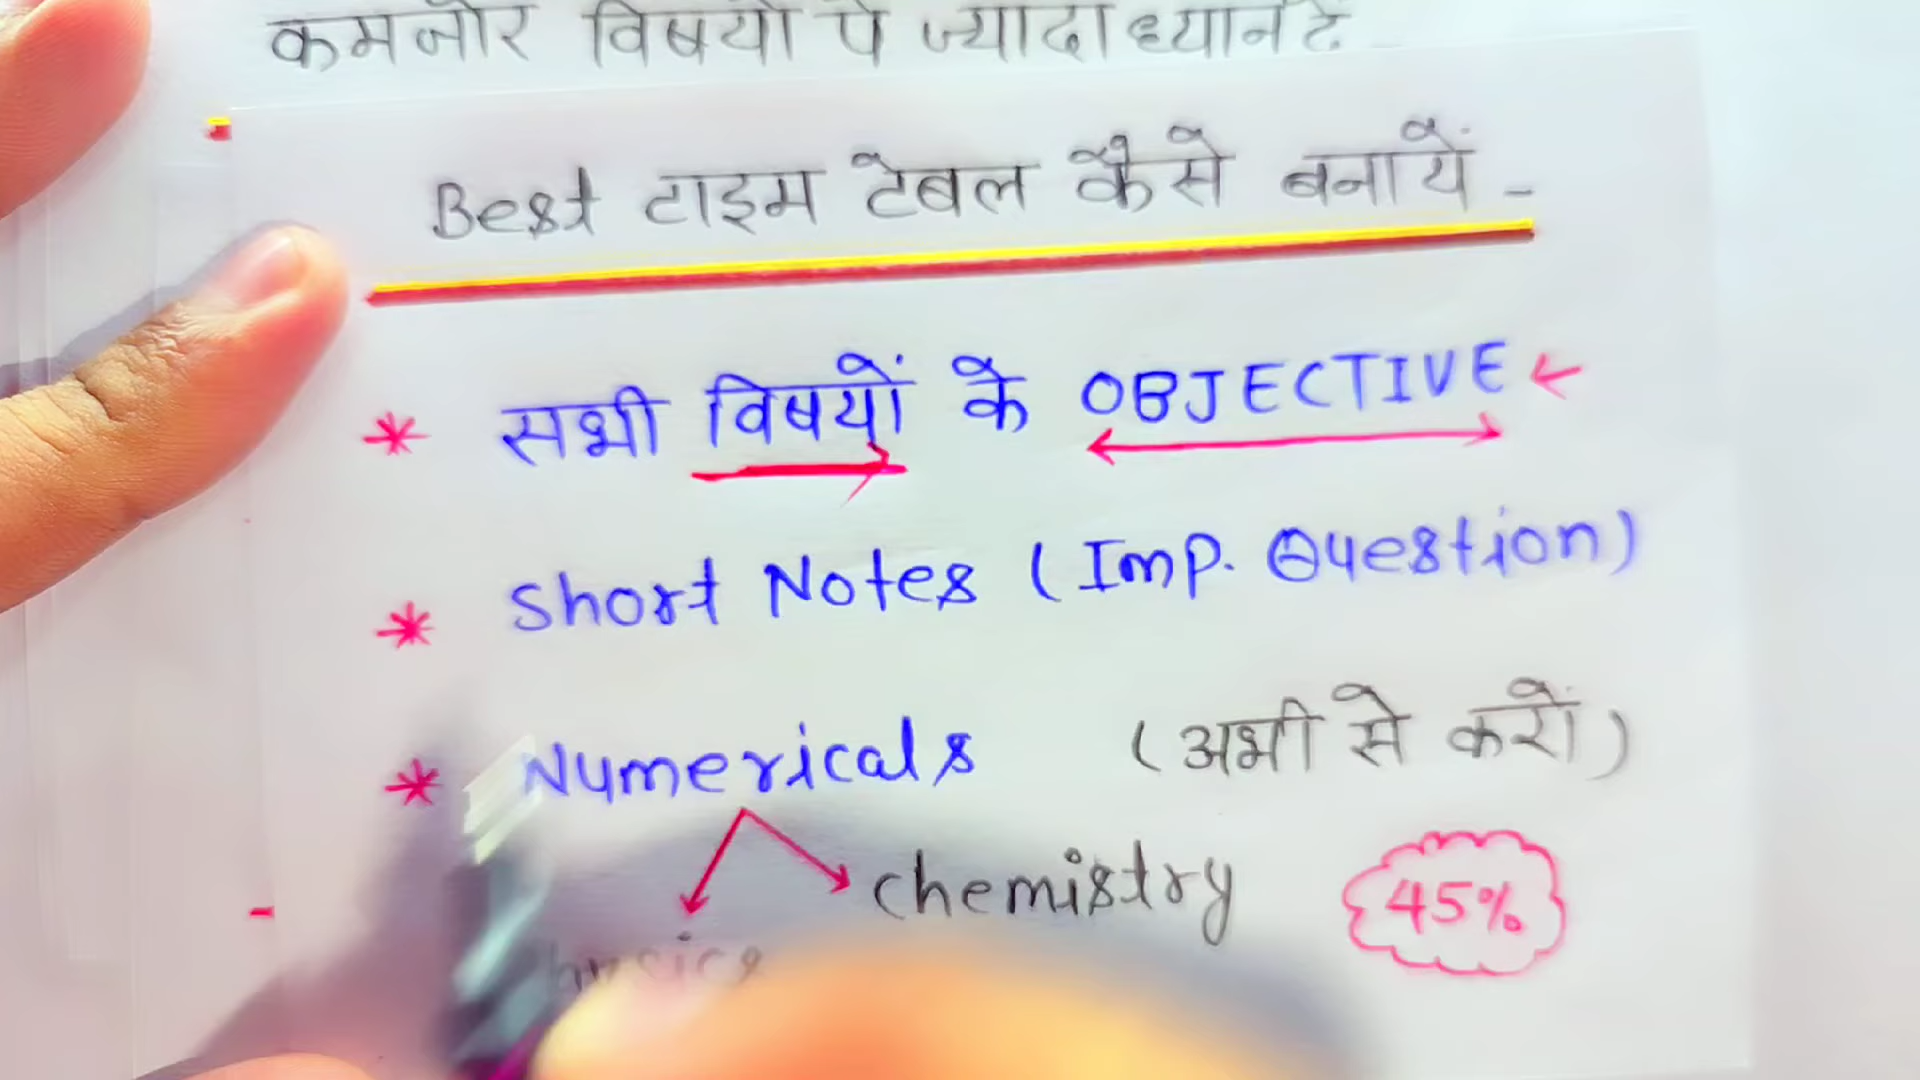 कमजोर विषयों पे ज्यादा ध्यान दें
Best टाइम टेबल कैसे बनायें -
* सभी विषयों के OBJECTIVE
* Short Notes (Imp. Question)
* Numericals (अभी से करों)
chemistry 45%